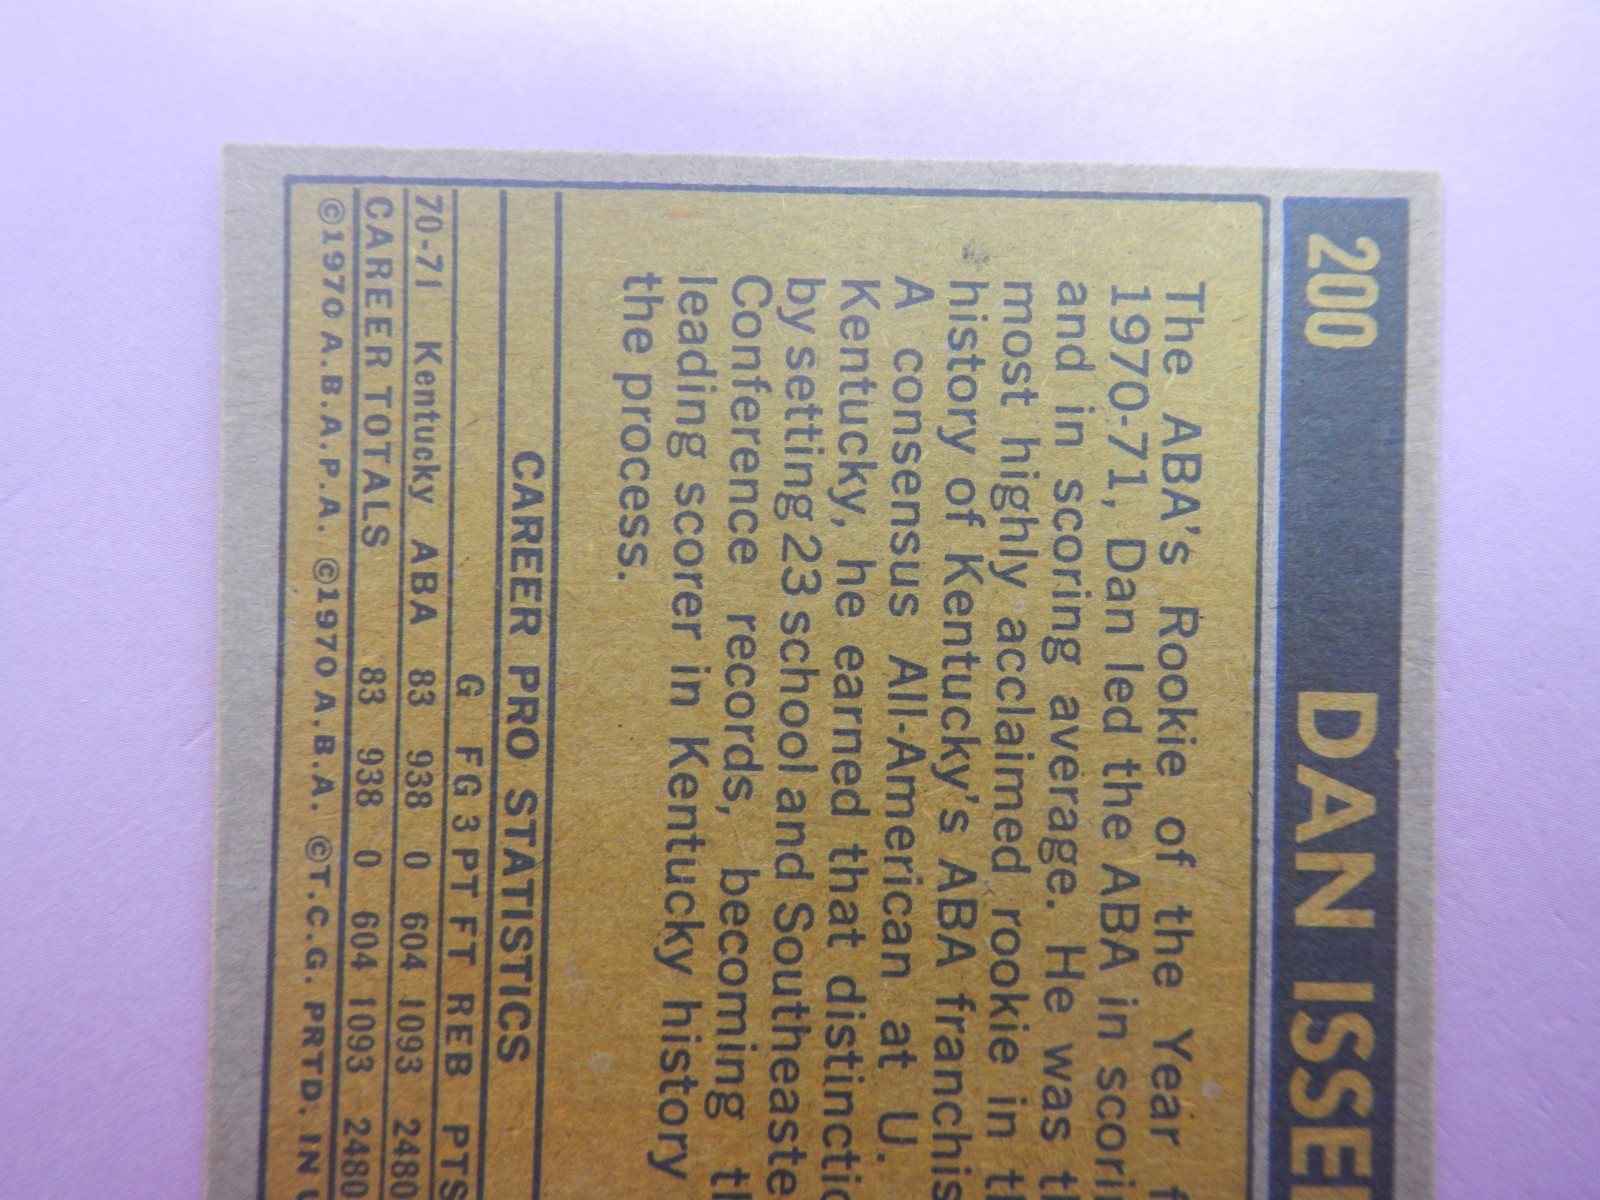 200 DAN ISSE
The ABA's Rookie of the Year f
1970-71, Dan led the ABA in scori
and in scoring average. He was t
most highly acclaimed rookie in t
history of Kentucky's ABA franchis
A consensus All-American at U.
Kentucky, he earned that distinctio
by setting 23 school and Southeaste
Conference records, becoming t
leading scorer in Kentucky history
the process.
CAREER PRO STATISTICS
G FG 3PT FT REB PTS
70-71 Kentucky ABA 83 938 0 604 1093 2480
CAREER TOTALS 83 938 0 604 1093 2480
©1970 A.B.A.P.A. ©1970 A.B.A. ©T.C.G. PRTD. IN U